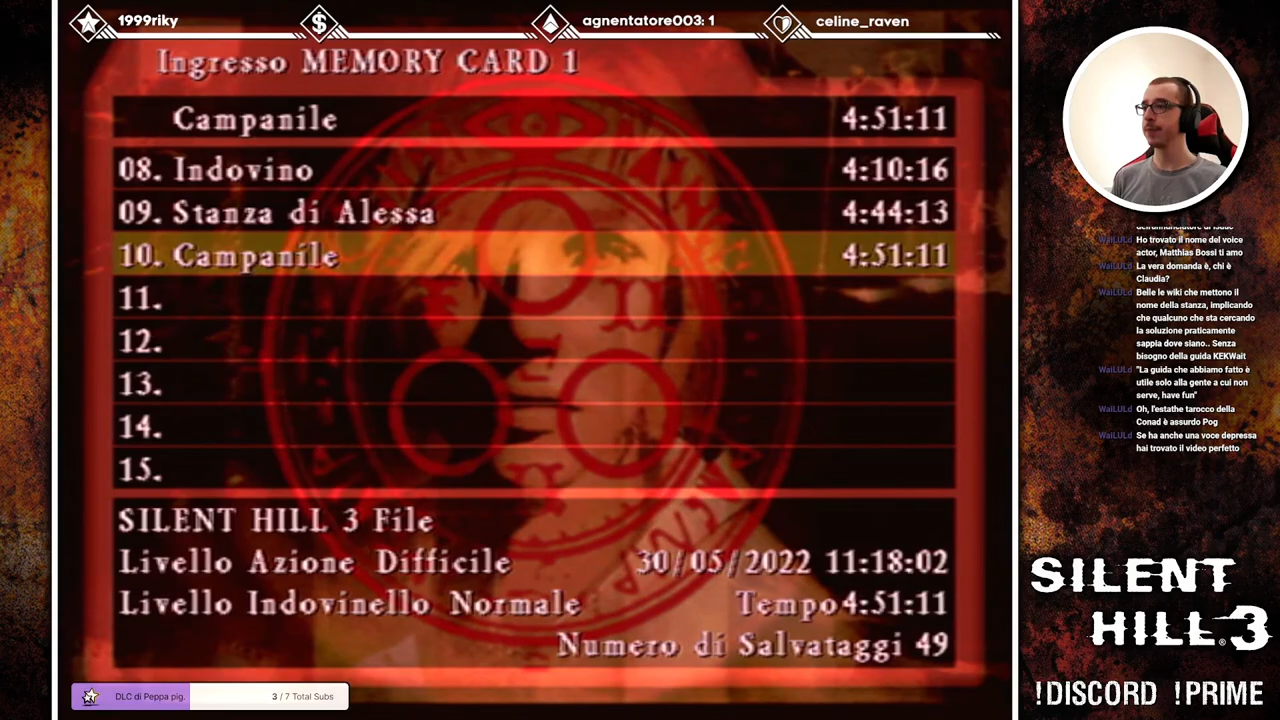 1999riky
$
agnentatore003: 1
celine_raven
Ingresso MEMORY CARD 1
Campanile 4:51:11
08. Indovino 4:10:16
09. Stanza di Alessa 4:44:13
10. Campanile 4:51:11
11.
12.
13.
14.
15.
SILENT HILL 3 File
Livello Azione Difficile 30/05/2022 11:18:02
Livello Indovinello Normale Tempo4:51:11
Numero di Salvataggi 49
DLC di Peppa pig. 3 / 7 Total Subs
WaiLULd Ho trovato il nome del voice
actor, Matthias Bossi ti amo
WaiLULd La vera domanda è, chi è
Claudia?
WaiLULd Belle le wiki che mettono il
nome della stanza, implicando
che qualcuno che sta cercando
la soluzione praticamente
sappia dove siano.. Senza
bisogno della guida KEKWait
WaiLULd "La guida che abbiamo fatto è
utile solo alla gente a cui non
serve, have fun"
WaiLULd Oh, l'estathe tarocco della
Conad è assurdo Pog
WaiLULd Se ha anche una voce depressa
hai trovato il video perfetto
SILENT
HILL® 3
!DISCORD !PRIME